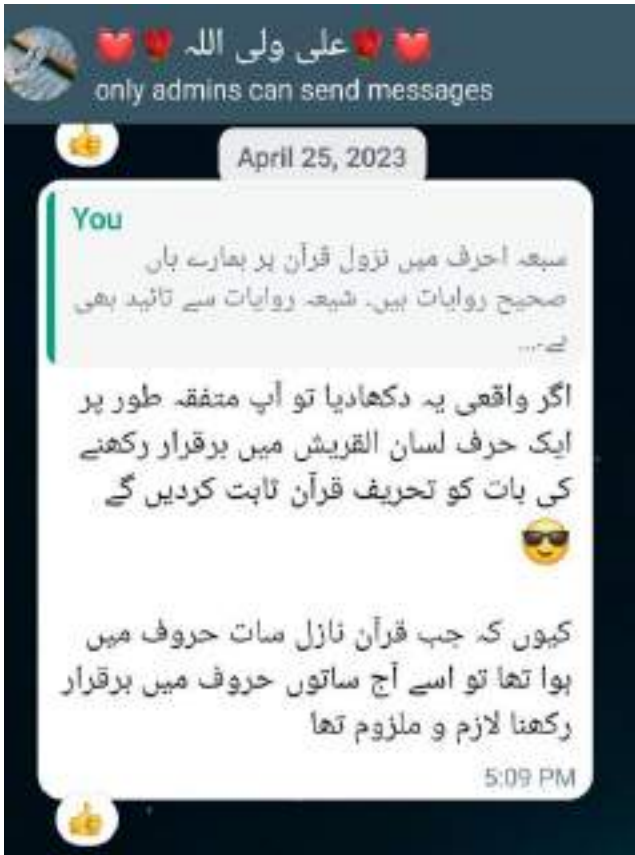 ❤️🌹علی ولی اللہ🌹❤️
only admins can send messages
👍
April 25, 2023
You
سبعہ احرف میں نزول قرآن پر ہمارے ہاں
صحیح روایات ہیں۔ شیعہ روایات سے تائید بھی
ہے۔...
اگر واقعی یہ دکھادیا تو آپ متفقہ طور پر
ایک حرف لسان القریش میں برقرار رکھنے
کی بات کو تحریف قرآن ثابت کردیں گے
😎
کیوں کہ جب قرآن نازل سات حروف میں
ہوا تھا تو اسے آج ساتوں حروف میں برقرار
رکھنا لازم و ملزوم تھا
5:09 PM
👍